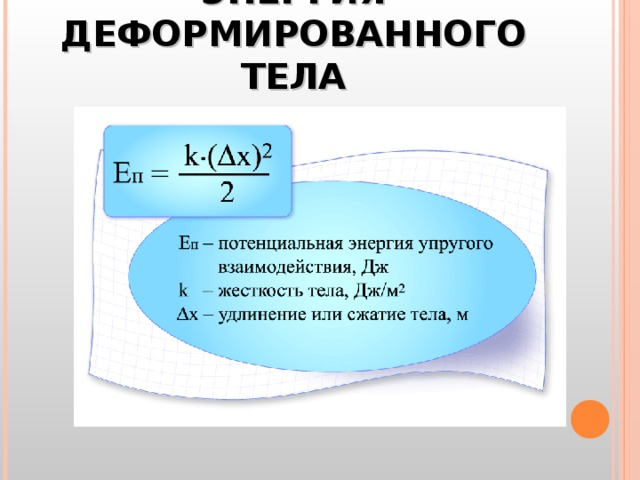 ЭНЕРГИЯ
ДЕФОРМИРОВАННОГО
ТЕЛА
Eп = k·(Δx)²/2
Eп – потенциальная энергия упругого
взаимодействия, Дж
k – жесткость тела, Дж/м²
Δx – удлинение или сжатие тела, м